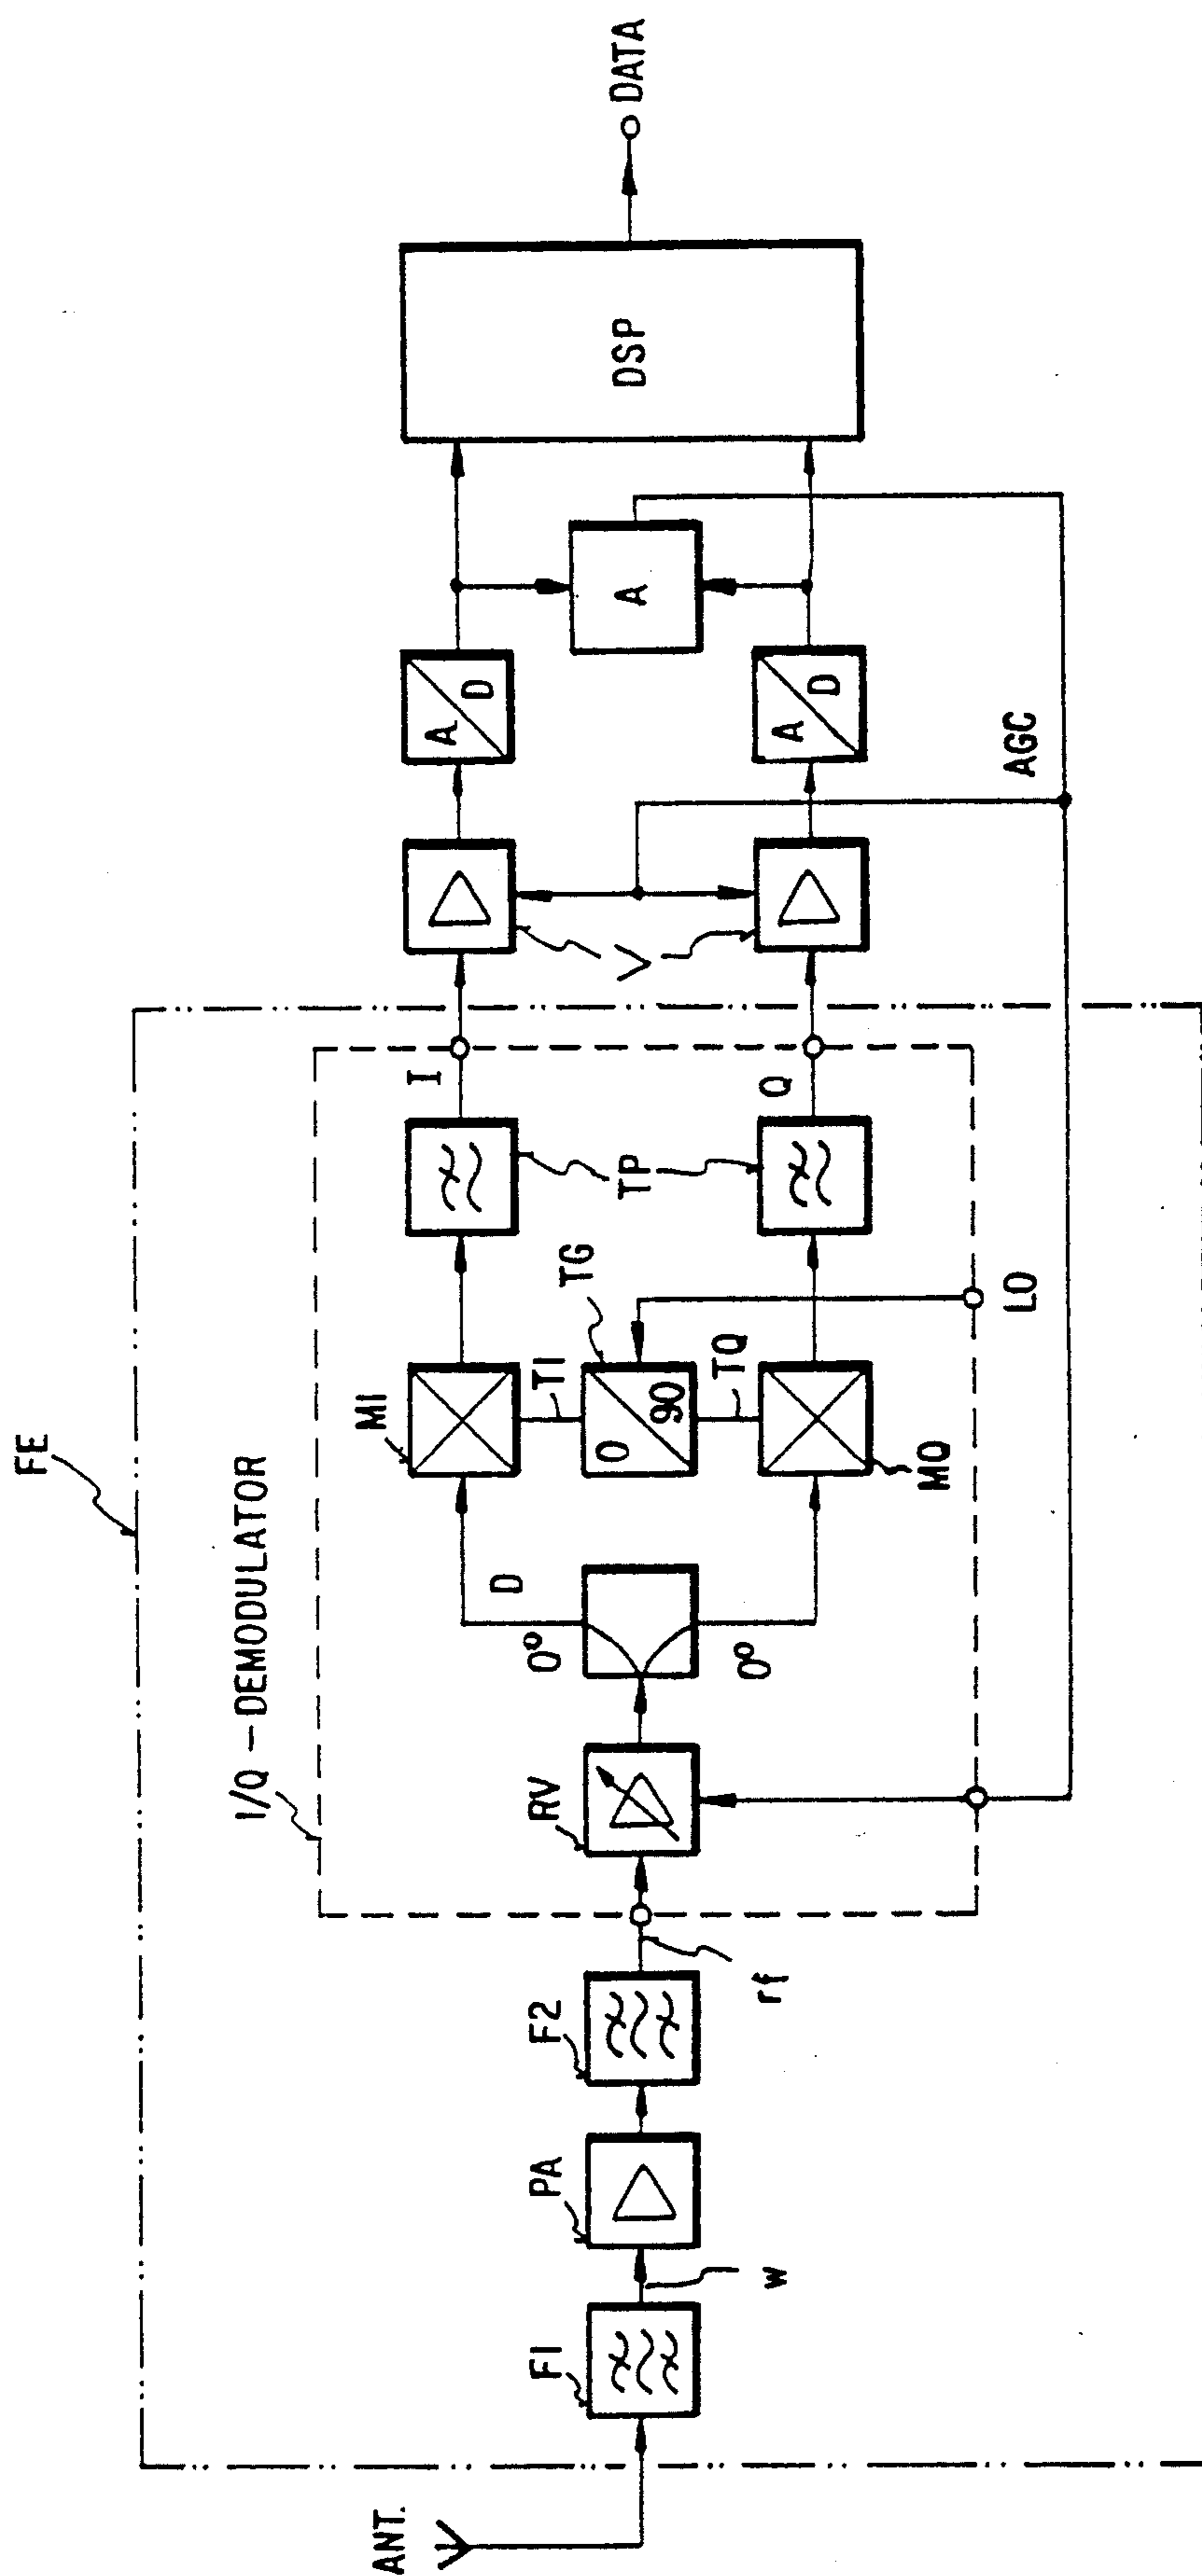 FE
I/Q-DEMODULATOR
ANT.
F1
w
PA
F2
rf
RV
0°
D
0°
MI
TI
TG
0
90
TQ
MQ
LO
TP
I
Q
V
A
D
A
D
AGC
A
DSP
DATA